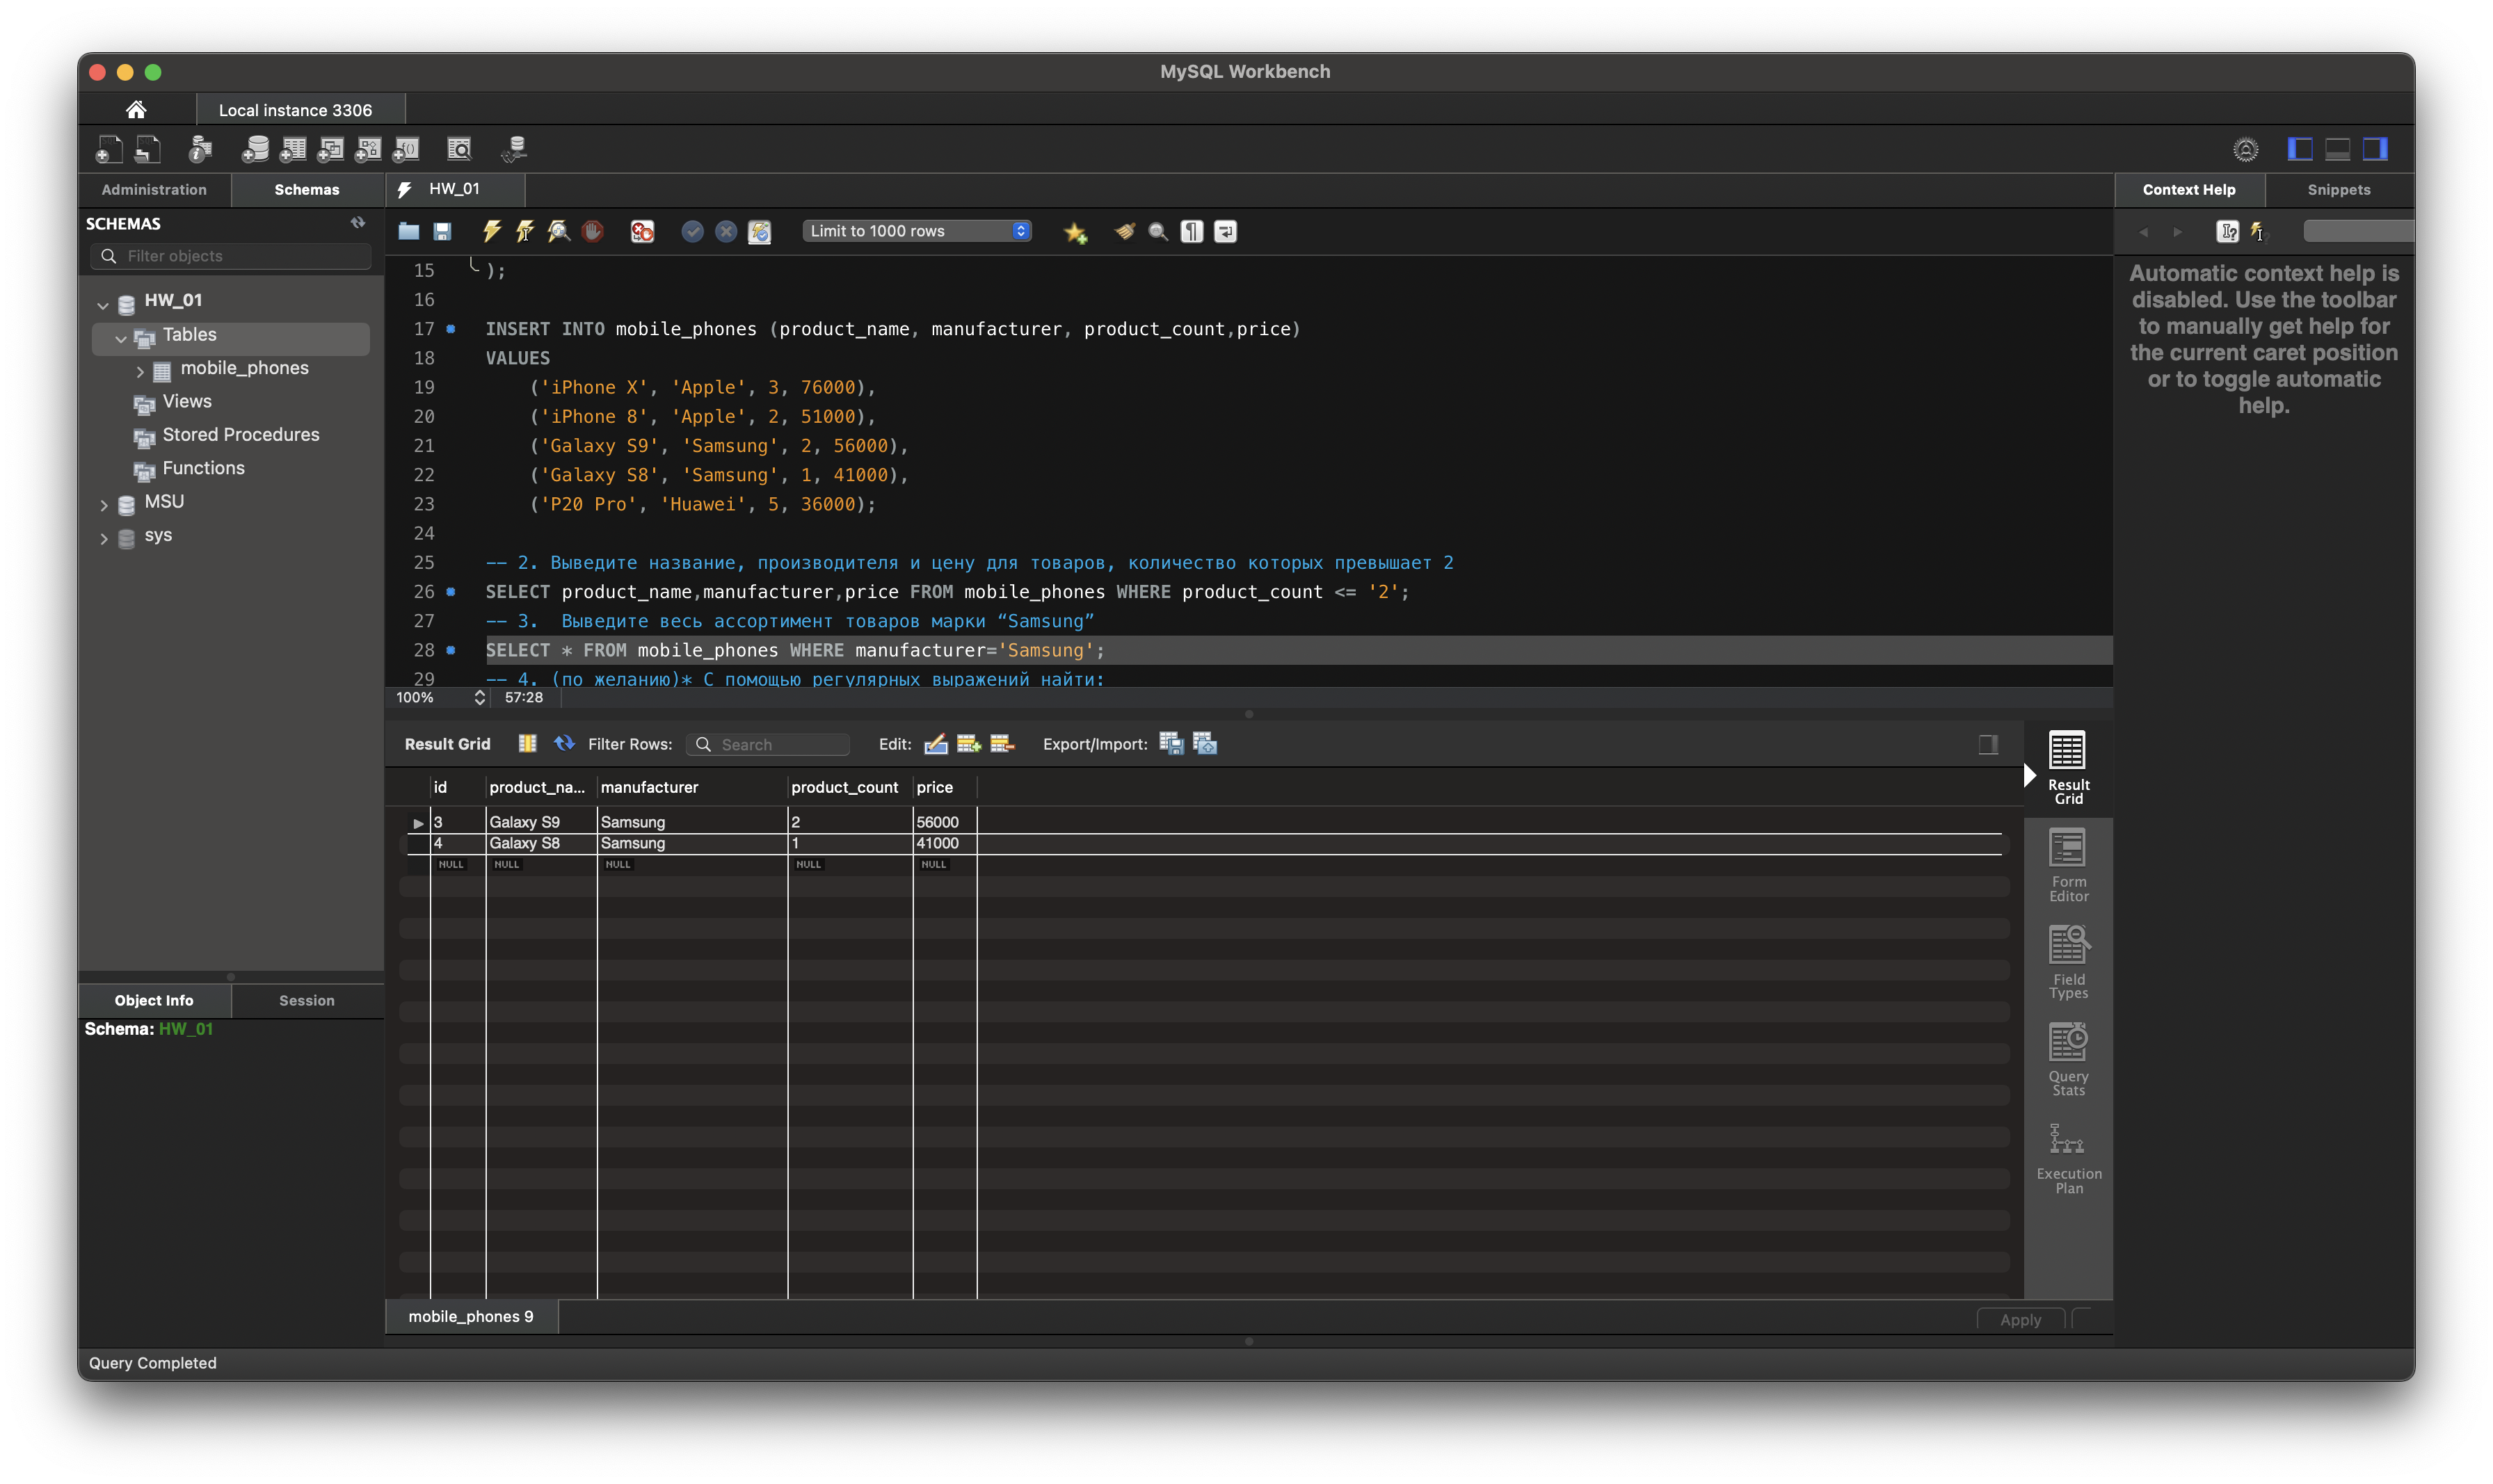 MySQL Workbench
Local instance 3306
Administration
Schemas
HW_01
Context Help
Snippets
SCHEMAS
Filter objects
Limit to 1000 rows
HW_01
Tables
mobile_phones
Views
Stored Procedures
Functions
MSU
sys
Object Info
Session
Schema: HW_01
15 );
16
17 INSERT INTO mobile_phones (product_name, manufacturer, product_count,price)
18 VALUES
19 ('iPhone X', 'Apple', 3, 76000),
20 ('iPhone 8', 'Apple', 2, 51000),
21 ('Galaxy S9', 'Samsung', 2, 56000),
22 ('Galaxy S8', 'Samsung', 1, 41000),
23 ('P20 Pro', 'Huawei', 5, 36000);
24
25 -- 2. Выведите название, производителя и цену для товаров, количество которых превышает 2
26 SELECT product_name,manufacturer,price FROM mobile_phones WHERE product_count <= '2';
27 -- 3. Выведите весь ассортимент товаров марки “Samsung”
28 SELECT * FROM mobile_phones WHERE manufacturer='Samsung';
29 -- 4. (по желанию)* С помощью регулярных выражений найти:
100% 57:28
Result Grid Filter Rows: Search Edit: Export/Import:
id product_na... manufacturer product_count price
3 Galaxy S9 Samsung 2 56000
4 Galaxy S8 Samsung 1 41000
NULL NULL NULL NULL NULL
Result
Grid
Form
Editor
Field
Types
Query
Stats
Execution
Plan
mobile_phones 9
Apply
Automatic context help is
disabled. Use the toolbar
to manually get help for
the current caret position
or to toggle automatic
help.
Query Completed